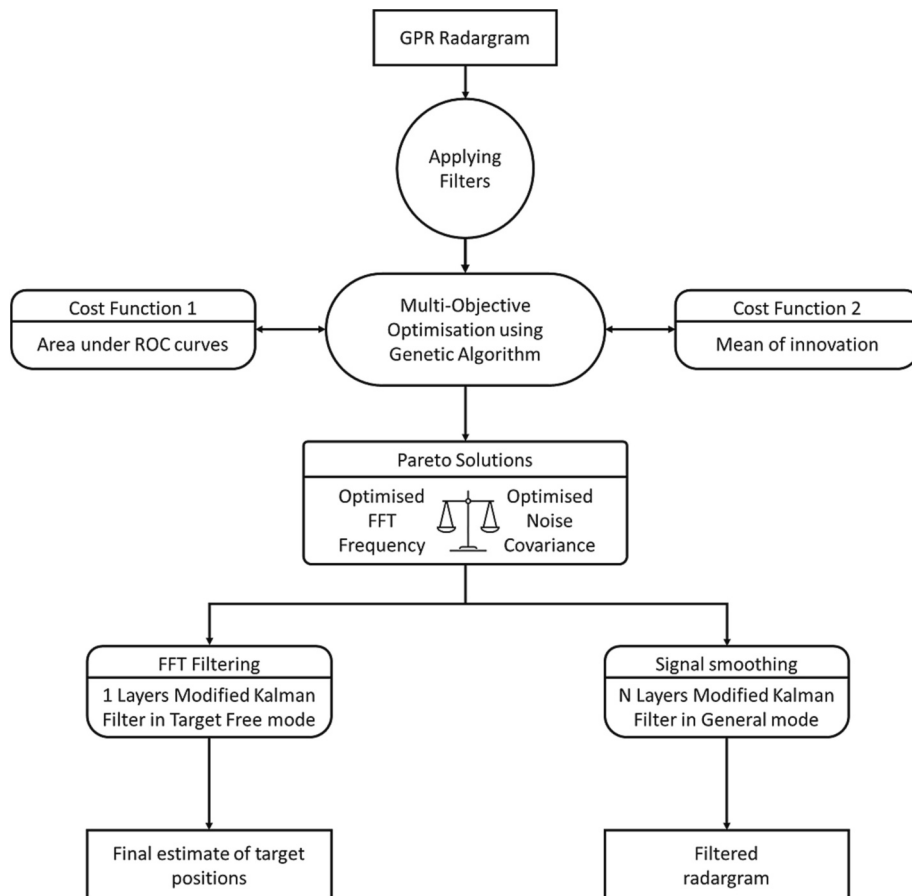 GPR Radargram
Applying
Filters
Cost Function 1
Area under ROC curves
Multi-Objective
Optimisation using
Genetic Algorithm
Cost Function 2
Mean of innovation
Pareto Solutions
Optimised
FFT
Frequency
Optimised
Noise
Covariance
FFT Filtering
1 Layers Modified Kalman
Filter in Target Free mode
Signal smoothing
N Layers Modified Kalman
Filter in General mode
Final estimate of target
positions
Filtered
radargram